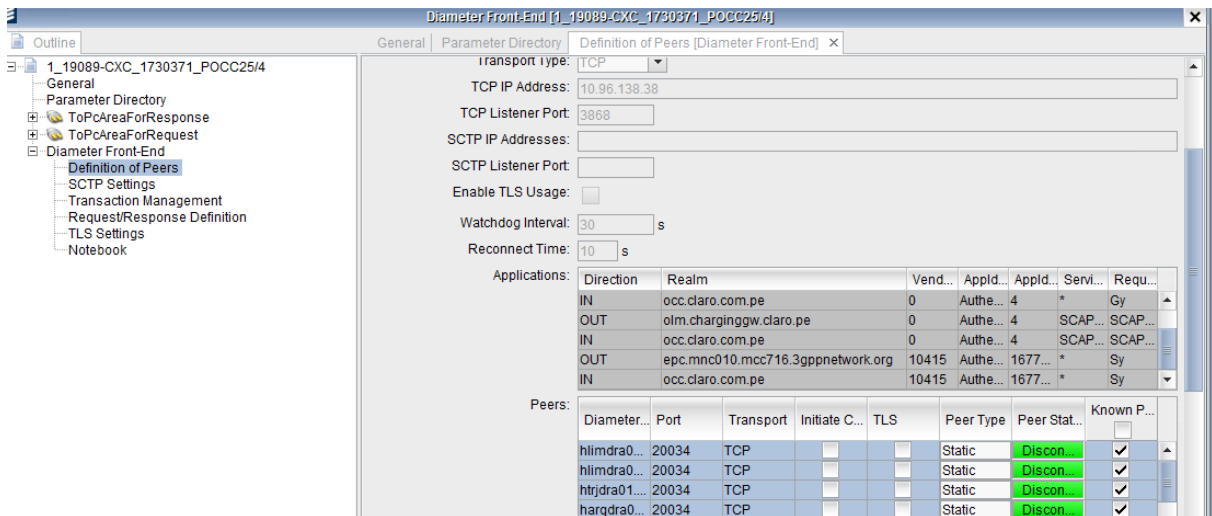 Diameter Front-End [1_19089-CXC_1730371_POCC25/4]
Outline
General
Parameter Directory
Definition of Peers [Diameter Front-End]
1_19089-CXC_1730371_POCC25/4
General
Parameter Directory
ToPcAreaForResponse
ToPcAreaForRequest
Diameter Front-End
Definition of Peers
SCTP Settings
Transaction Management
Request/Response Definition
TLS Settings
Notebook
Transport Type: TCP
TCP IP Address: 10.96.138.38
TCP Listener Port: 3868
SCTP IP Addresses:
SCTP Listener Port:
Enable TLS Usage:
Watchdog Interval: 30 s
Reconnect Time: 10 s
Applications:
Direction Realm Vend... AppId... AppId... Servi... Requ...
IN occ.claro.com.pe 0 Authe... 4 * Gy
OUT olm.charginggw.claro.pe 0 Authe... 4 SCAP... SCAP...
IN occ.claro.com.pe 0 Authe... 4 SCAP... SCAP...
OUT epc.mnc010.mcc716.3gppnetwork.org 10415 Authe... 1677... * Sy
IN occ.claro.com.pe 10415 Authe... 1677... * Sy
Peers:
Diameter... Port Transport Initiate C... TLS Peer Type Peer Stat... Known P...
hlimdra0... 20034 TCP Static Discon...
hlimdra0... 20034 TCP Static Discon...
htrjdra01.... 20034 TCP Static Discon...
harqdra0... 20034 TCP Static Discon...